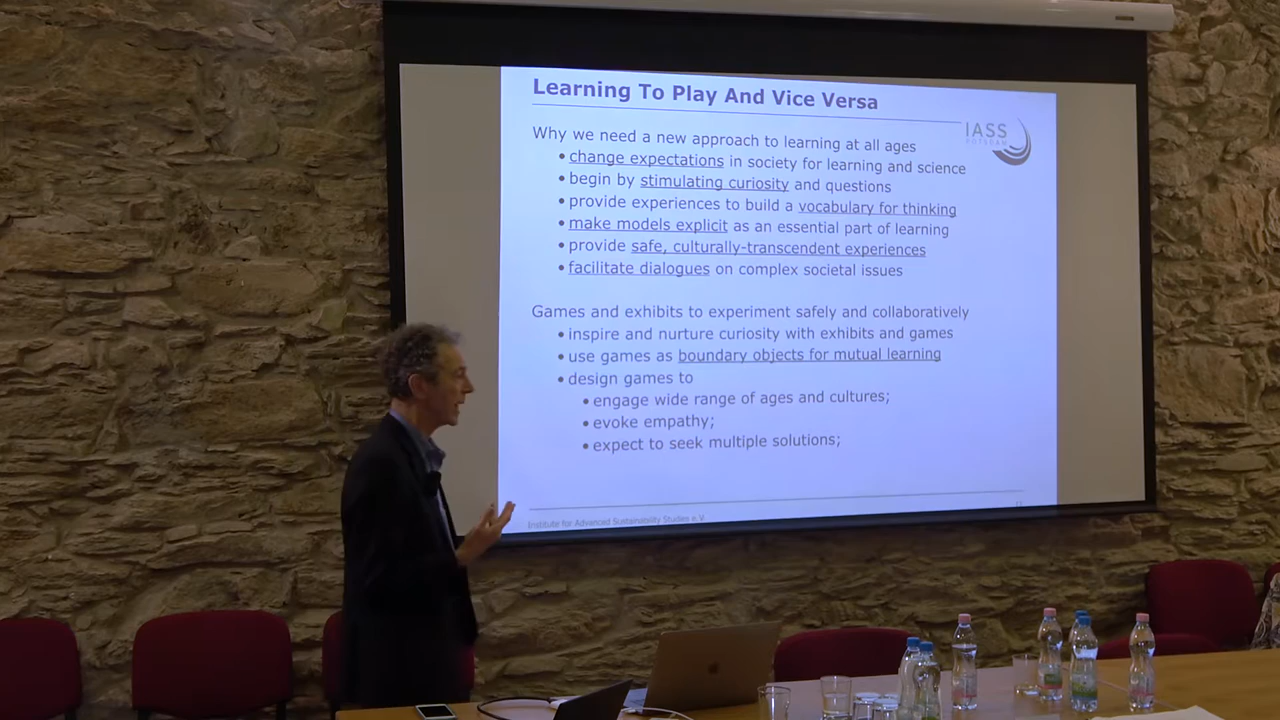 Learning To Play And Vice Versa
IASS
POTSDAM
Why we need a new approach to learning at all ages
• change expectations in society for learning and science
• begin by stimulating curiosity and questions
• provide experiences to build a vocabulary for thinking
• make models explicit as an essential part of learning
• provide safe, culturally-transcendent experiences
• facilitate dialogues on complex societal issues
Games and exhibits to experiment safely and collaboratively
• inspire and nurture curiosity with exhibits and games
• use games as boundary objects for mutual learning
• design games to
• engage wide range of ages and cultures;
• evoke empathy;
• expect to seek multiple solutions;
Institute for Advanced Sustainability Studies e.V.